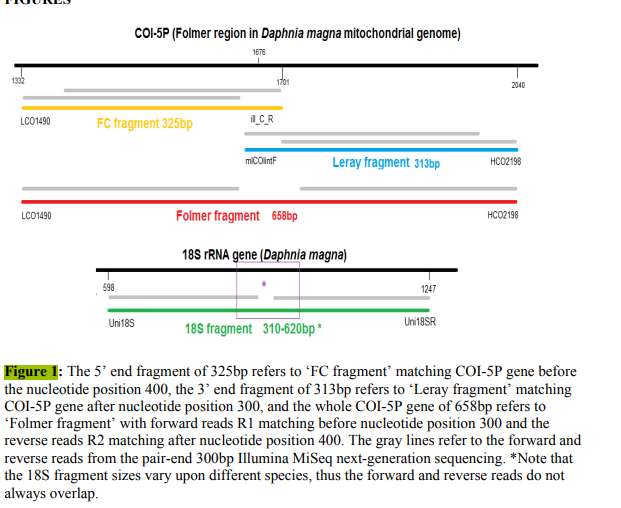 FIGURES
COI-5P (Folmer region in Daphnia magna mitochondrial genome)
1676
1332
1701
2040
LCO1490
FC fragment 325bp
ill_C_R
mlCOIintF
Leray fragment 313bp
HCO2198
LCO1490
Folmer fragment 658bp
HCO2198
18S rRNA gene (Daphnia magna)
598
*
1247
Uni18S
18S fragment 310-620bp *
Uni18SR
Figure 1: The 5’ end fragment of 325bp refers to ‘FC fragment’ matching COI-5P gene before
the nucleotide position 400, the 3’ end fragment of 313bp refers to ‘Leray fragment’ matching
COI-5P gene after nucleotide position 300, and the whole COI-5P gene of 658bp refers to
‘Folmer fragment’ with forward reads R1 matching before nucleotide position 300 and the
reverse reads R2 matching after nucleotide position 400. The gray lines refer to the forward and
reverse reads from the pair-end 300bp Illumina MiSeq next-generation sequencing. *Note that
the 18S fragment sizes vary upon different species, thus the forward and reverse reads do not
always overlap.